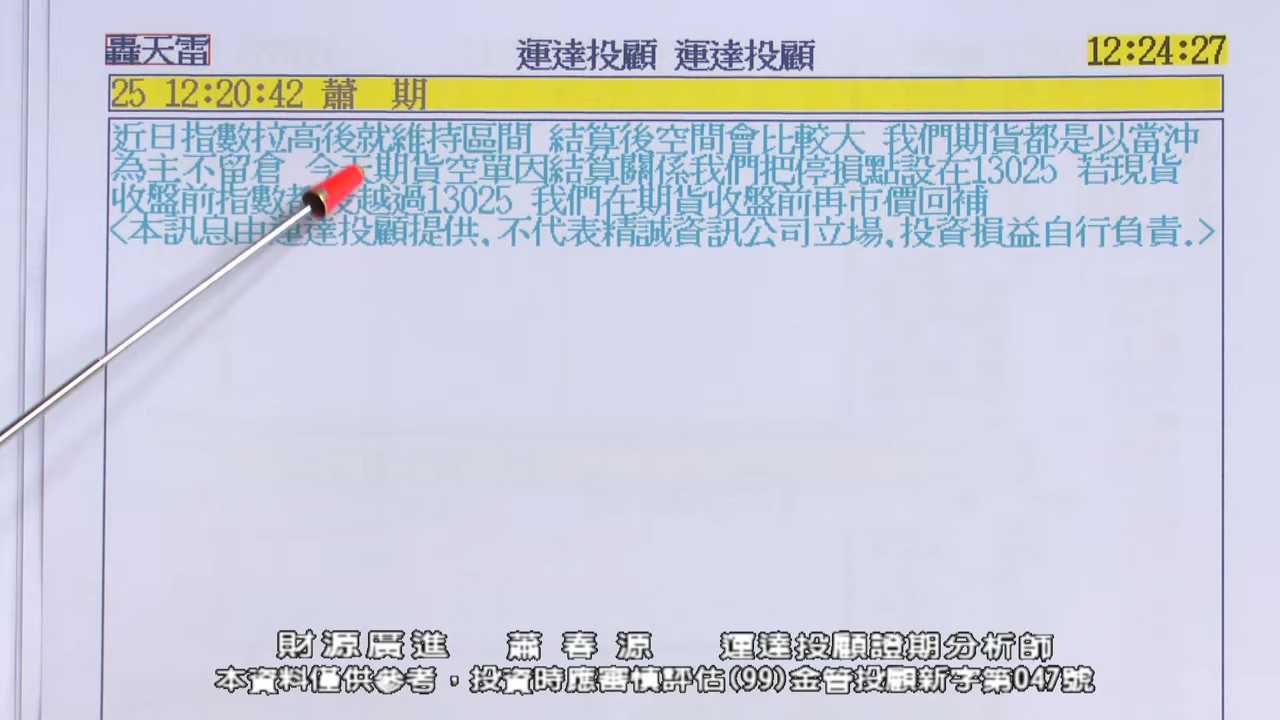 轟天雷
運達投顧 運達投顧
12:24:27
25 12:20:42 蕭 期
近日指數拉高後就維持區間 結算後空間會比較大 我們期貨都是以當沖
為主不留倉 今天期貨空單因結算關係我們把停損點設在13025 若現貨
收盤前指數都 越過13025 我們在期貨收盤前再市價回補
<本訊息由運達投顧提供,不代表精誠資訊公司立場,投資損益自行負責.>
財源廣進 蕭春源 運達投顧證期分析師
本資料僅供參考，投資時應審慎評估(99)金管投顧新字第047號